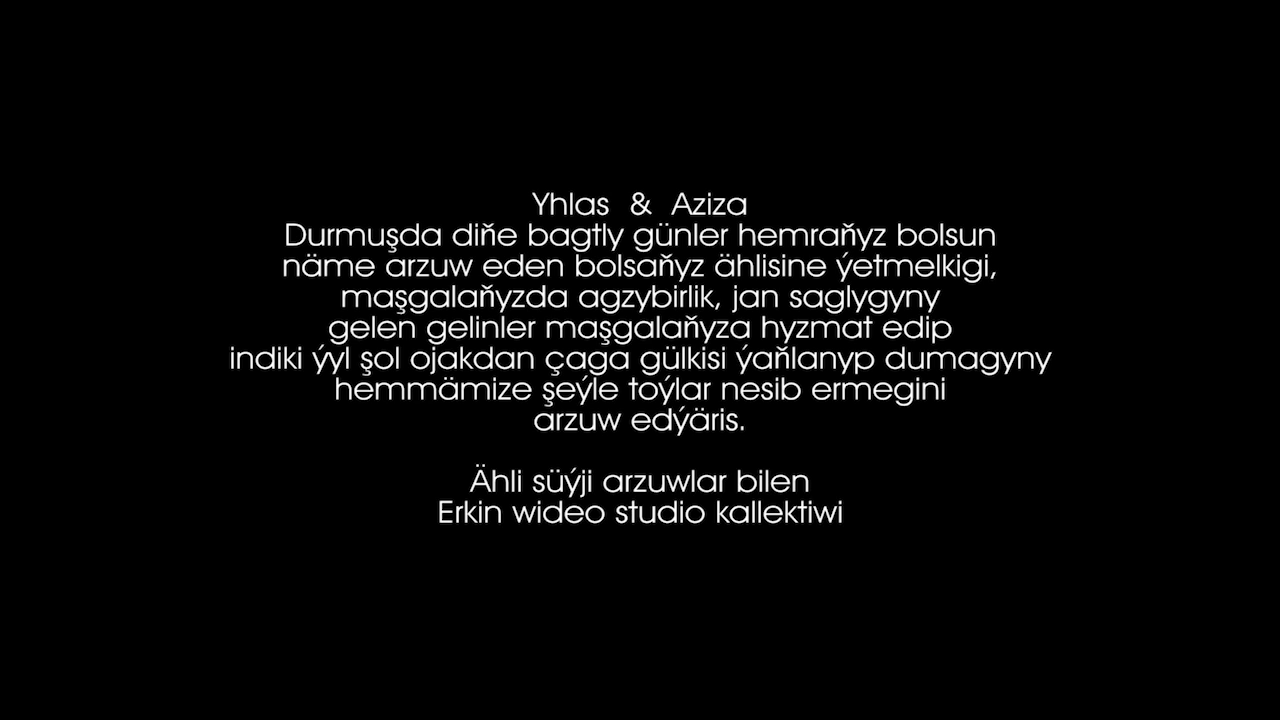 Yhlas & Aziza
Durmuşda diňe bagtly günler hemraňyz bolsun
näme arzuw eden bolsaňyz ählisine ýetmelkigi,
maşgalaňyzda agzybirlik, jan saglygyny
gelen gelinler maşgalaňyza hyzmat edip
indiki ýyl şol ojakdan çaga gülkisi ýaňlanyp dumagyny
hemmämize şeýle toýlar nesib ermegini
arzuw edýäris.
Ähli süýji arzuwlar bilen
Erkin wideo studio kallektiwi